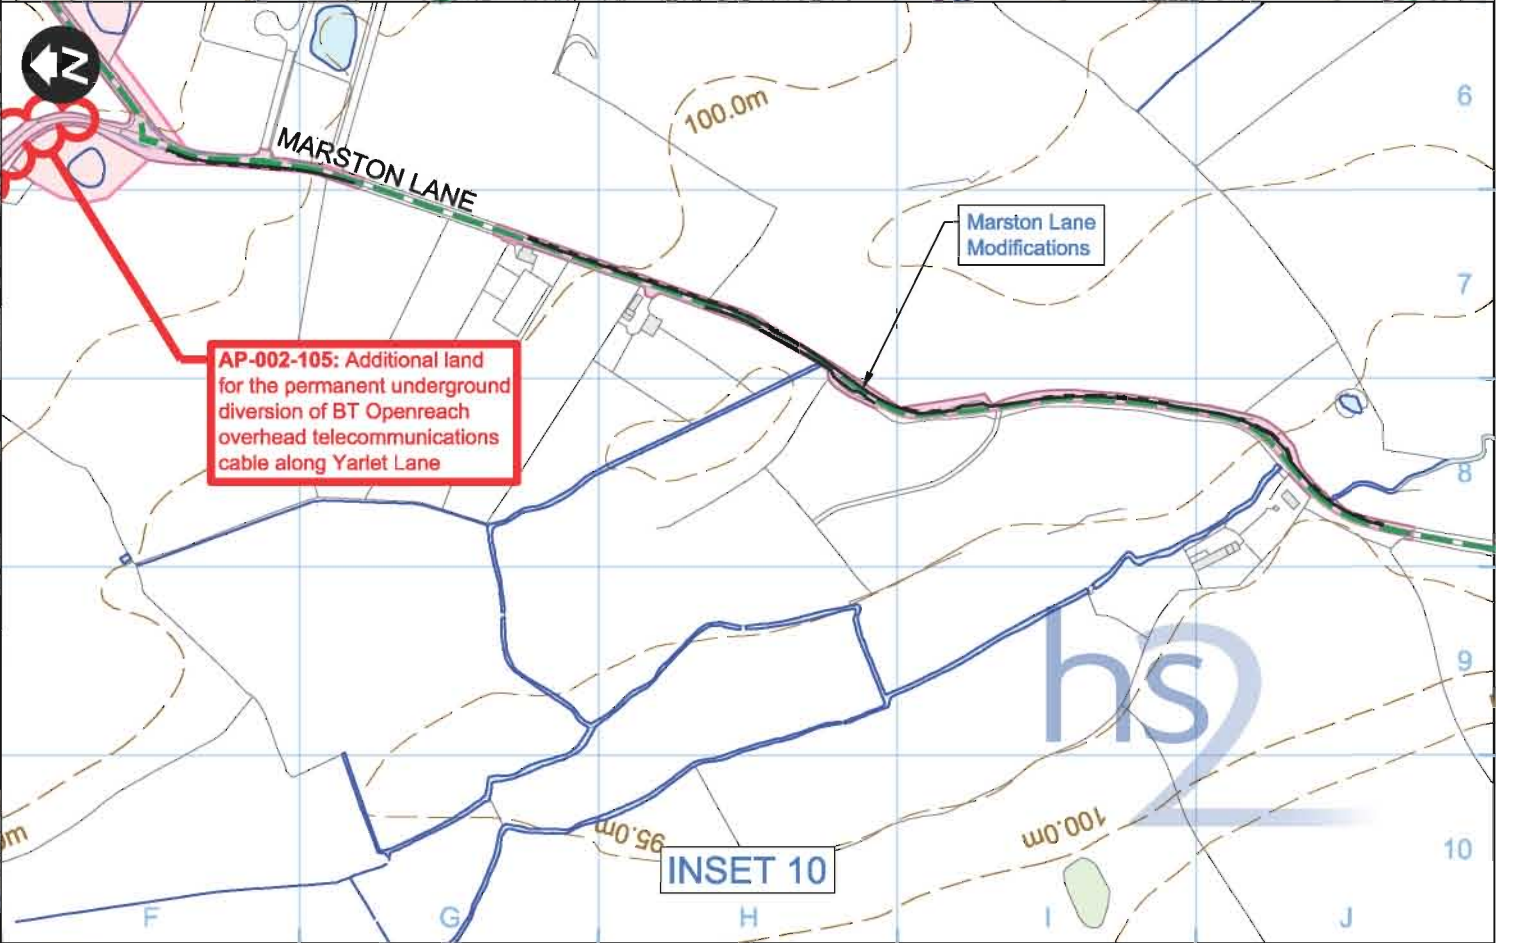 N
6
100.0m
MARSTON LANE
Marston Lane
Modifications
7
AP-002-105: Additional land
for the permanent underground
diversion of BT Openreach
overhead telecommunications
cable along Yarlet Lane
8
hs2
9
100.0m
95.0m
10
INSET 10
F
G
H
I
J